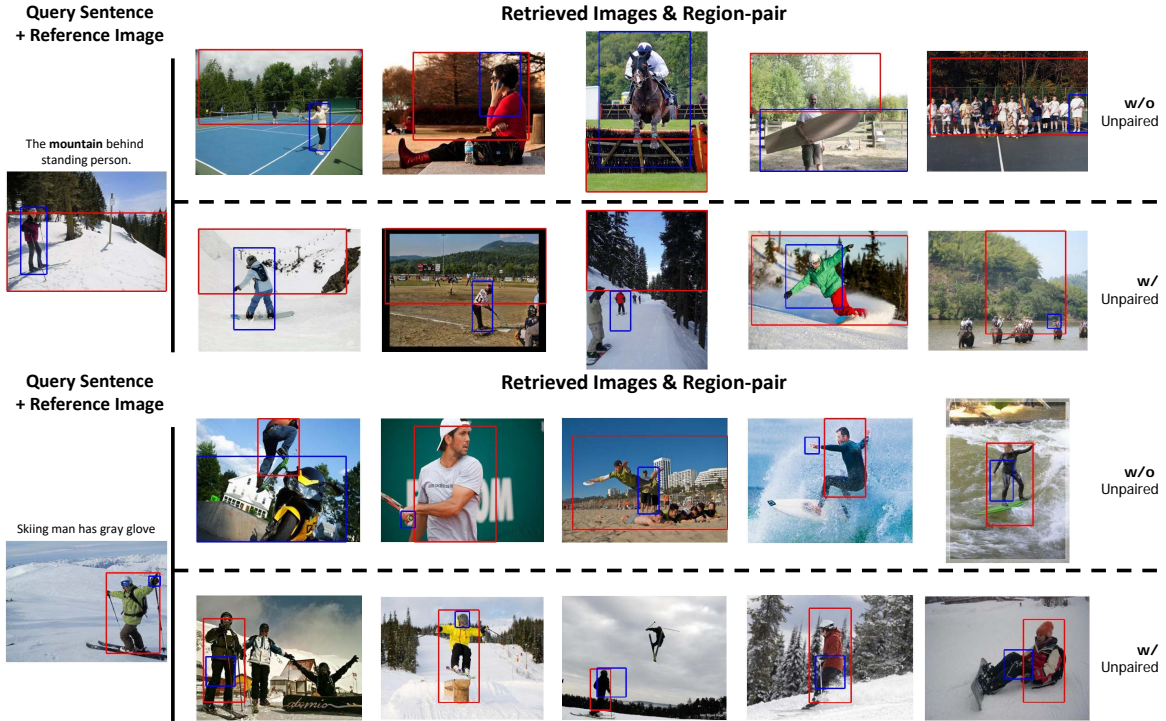 Query Sentence
+ Reference Image
Retrieved Images & Region-pair
The mountain behind
standing person.
w/o
Unpaired
w/
Unpaired
Query Sentence
+ Reference Image
Retrieved Images & Region-pair
Skiing man has gray glove
w/o
Unpaired
w/
Unpaired